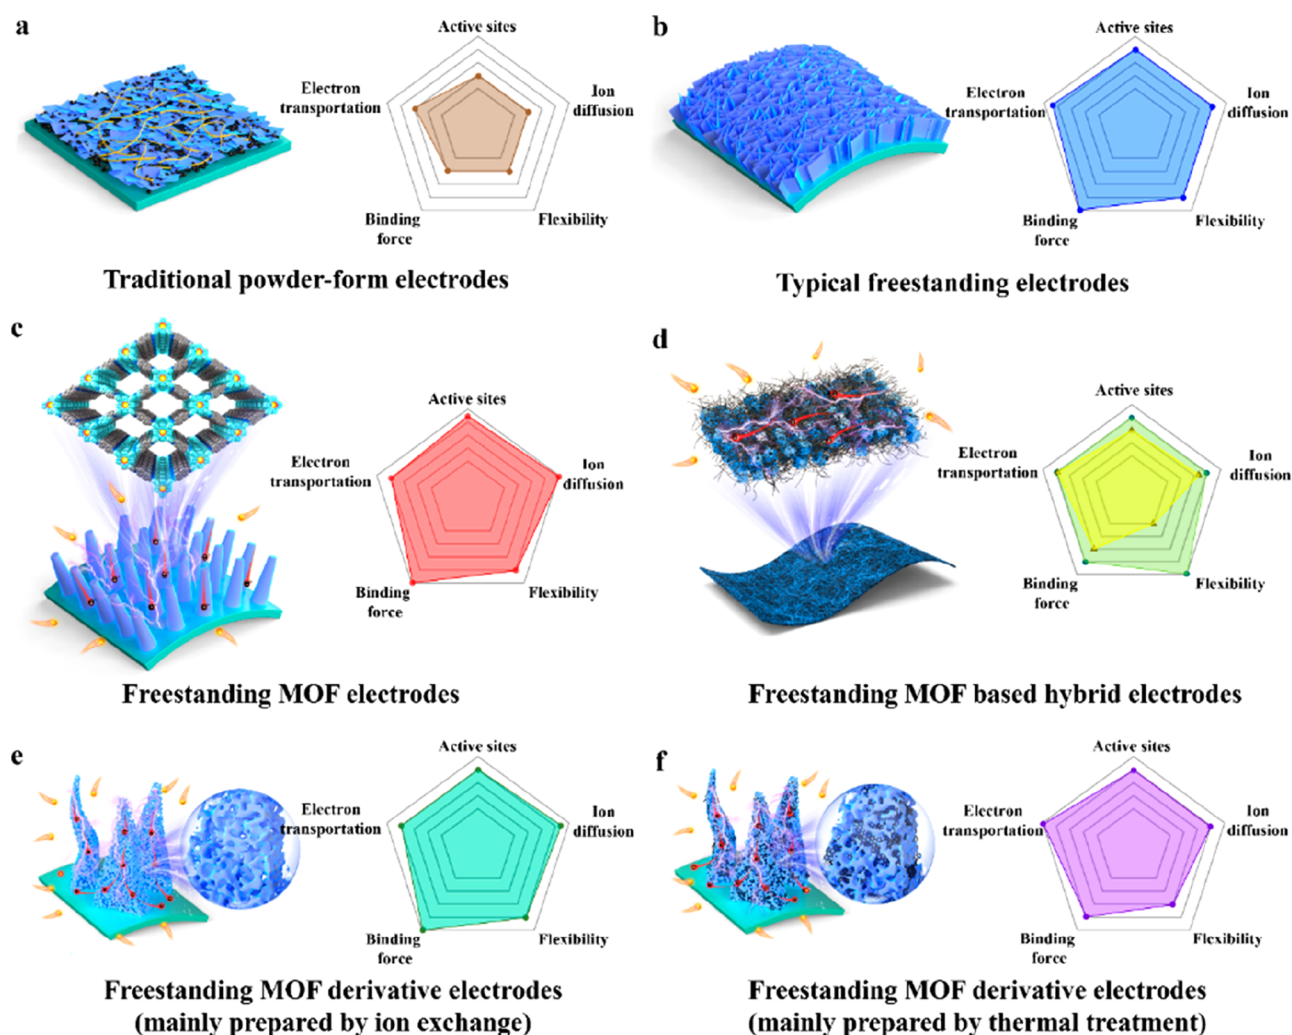 a
Active sites
Electron
transportation
Ion
diffusion
Binding
force
Flexibility
Traditional powder-form electrodes
b
Active sites
Electron
transportation
Ion
diffusion
Binding
force
Flexibility
Typical freestanding electrodes
c
Active sites
Electron
transportation
Ion
diffusion
Binding
force
Flexibility
Freestanding MOF electrodes
d
Active sites
Electron
transportation
Ion
diffusion
Binding
force
Flexibility
Freestanding MOF based hybrid electrodes
e
Active sites
Electron
transportation
Ion
diffusion
Binding
force
Flexibility
Freestanding MOF derivative electrodes
(mainly prepared by ion exchange)
f
Active sites
Electron
transportation
Ion
diffusion
Binding
force
Flexibility
Freestanding MOF derivative electrodes
(mainly prepared by thermal treatment)